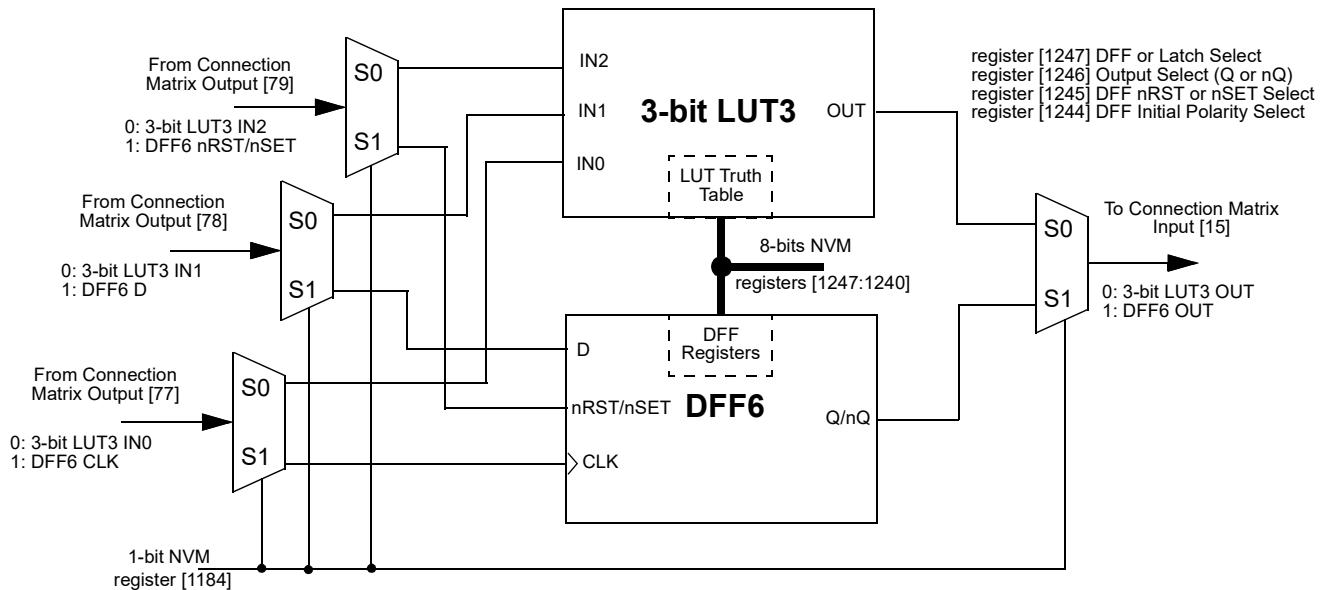 From Connection
Matrix Output [79]
0: 3-bit LUT3 IN2
1: DFF6 nRST/nSET
S0
S1
From Connection
Matrix Output [78]
0: 3-bit LUT3 IN1
1: DFF6 D
S0
S1
From Connection
Matrix Output [77]
0: 3-bit LUT3 IN0
1: DFF6 CLK
S0
S1
1-bit NVM
register [1184]
IN2
IN1
IN0
3-bit LUT3
OUT
LUT Truth
Table
8-bits NVM
registers [1247:1240]
DFF
Registers
D
nRST/nSET
CLK
DFF6
Q/nQ
register [1247] DFF or Latch Select
register [1246] Output Select (Q or nQ)
register [1245] DFF nRST or nSET Select
register [1244] DFF Initial Polarity Select
S0
S1
To Connection Matrix
Input [15]
0: 3-bit LUT3 OUT
1: DFF6 OUT